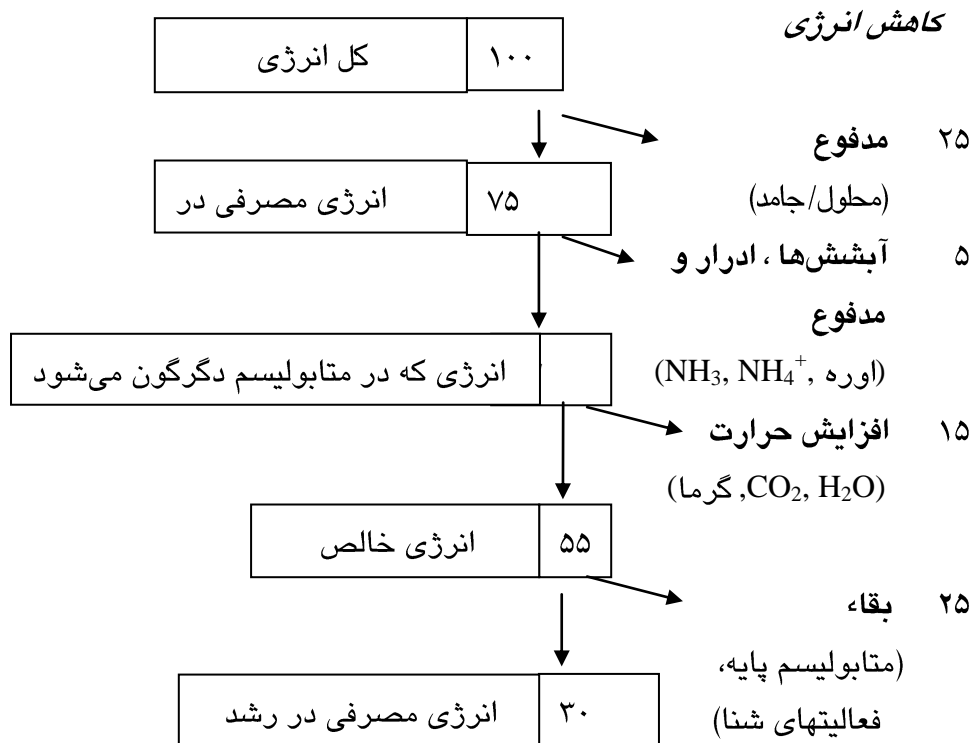 کاهش انرژی
کل انرژی ۱۰۰
مدفوع ۲۵
(محلول/جامد)
انرژی مصرفی در ۷۵
آبشش‌ها ، ادرار و ۵
مدفوع
(اوره ,NH₃, NH₄⁺)
انرژی که در متابولیسم دگرگون می‌شود
افزایش حرارت ۱۵
(گرما ,CO₂, H₂O)
انرژی خالص ۵۵
بقاء ۲۵
(متابولیسم پایه،
فعالیتهای شنا)
انرژی مصرفی در رشد ۳۰